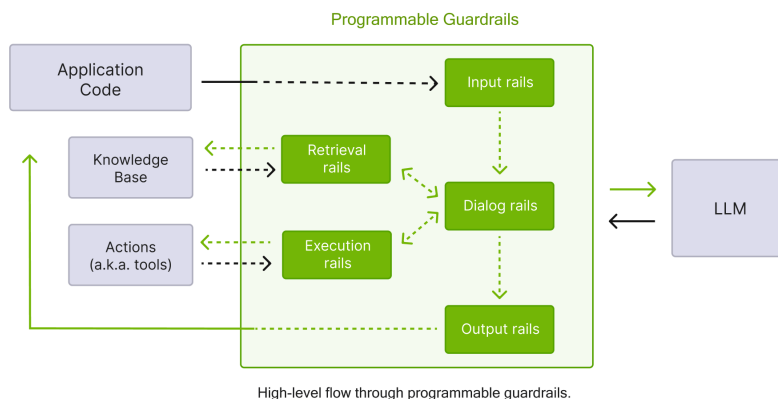 Programmable Guardrails
Application
Code
Input rails
Knowledge
Base
Retrieval
rails
Dialog rails
LLM
Actions
(a.k.a. tools)
Execution
rails
Output rails
High-level flow through programmable guardrails.